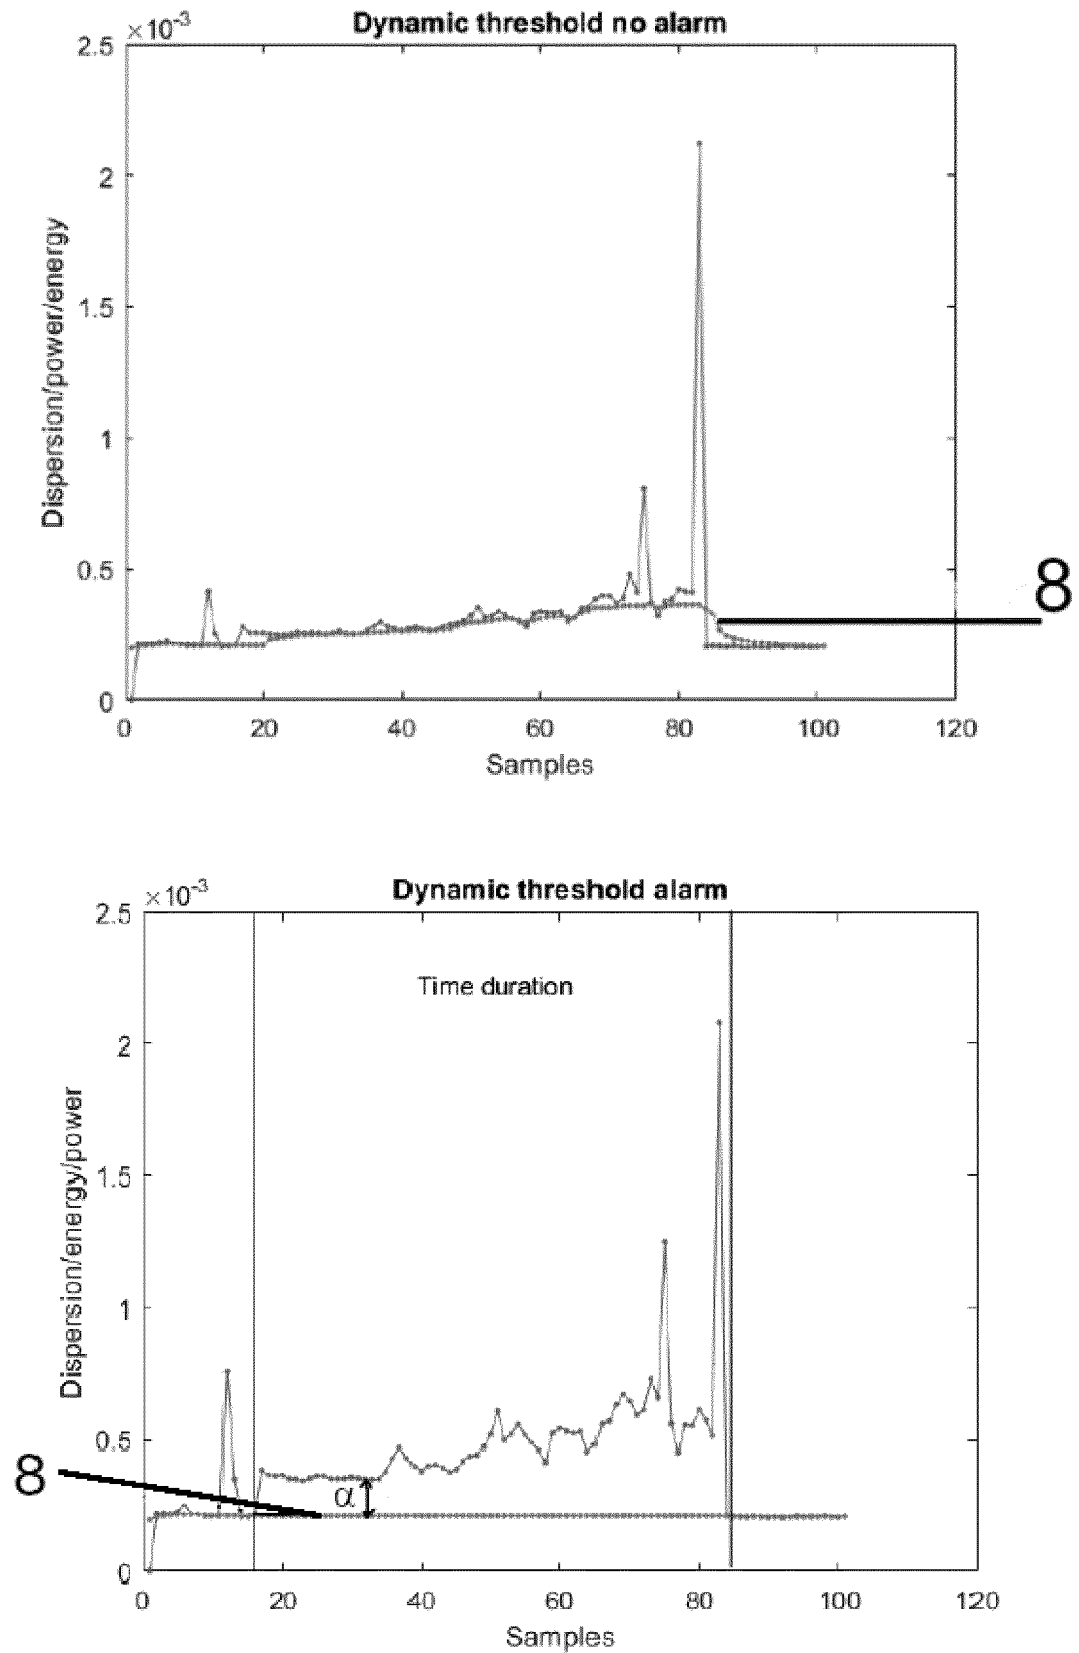 Dynamic threshold no alarm
×10-3
2.5
2
1.5
1
0.5
0
Dispersion/power/energy
8
0 20 40 60 80 100 120
Samples
Dynamic threshold alarm
×10-3
2.5
2
1.5
1
0.5
0
Dispersion/energy/power
Time duration
8
α
0 20 40 60 80 100 120
Samples